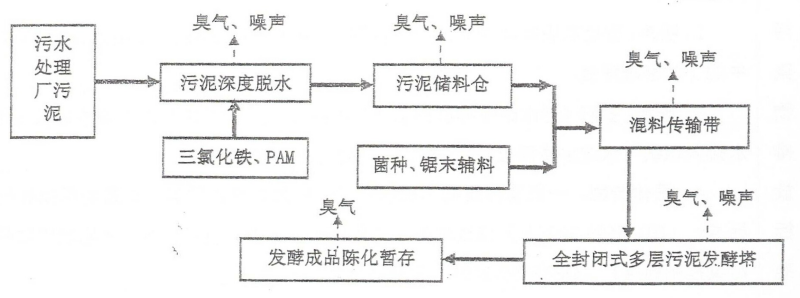 臭气、噪声
臭气、噪声
污水
处理
厂污
泥
污泥深度脱水
污泥储料仓
臭气、噪声
混料传输带
三氯化铁、PAM
菌种、锯末辅料
臭气
臭气、噪声
发酵成品陈化暂存
全封闭式多层污泥发酵塔